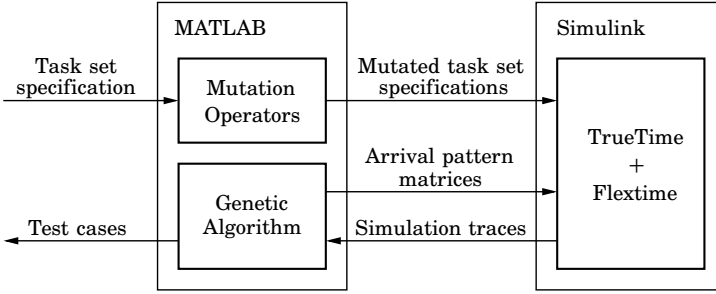 MATLAB
Simulink
Task set
specification
Mutation
Operators
Mutated task set
specifications
TrueTime
+
Flextime
Arrival pattern
matrices
Genetic
Algorithm
Test cases
Simulation traces